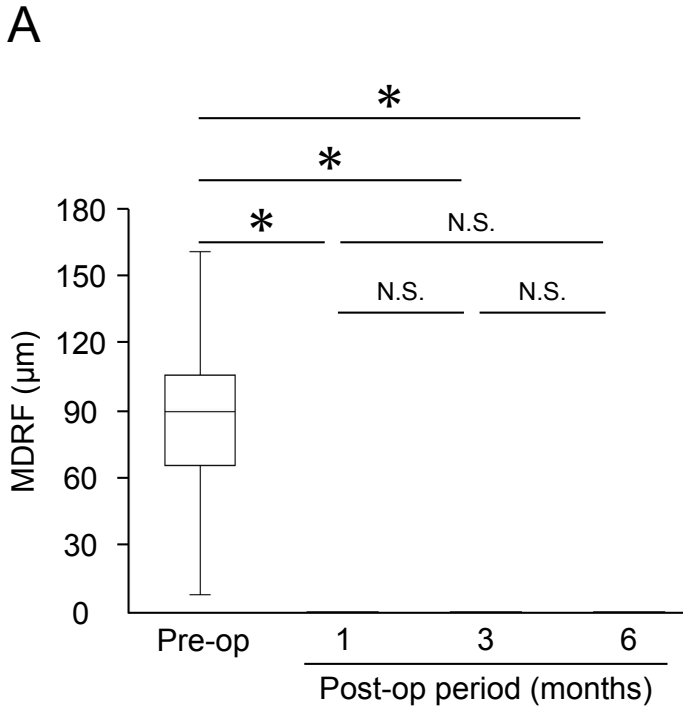 A
*
*
180
*
N.S.
150
N.S.
N.S.
120
MDRF (µm)
90
60
30
0
Pre-op
1
3
6
Post-op period (months)